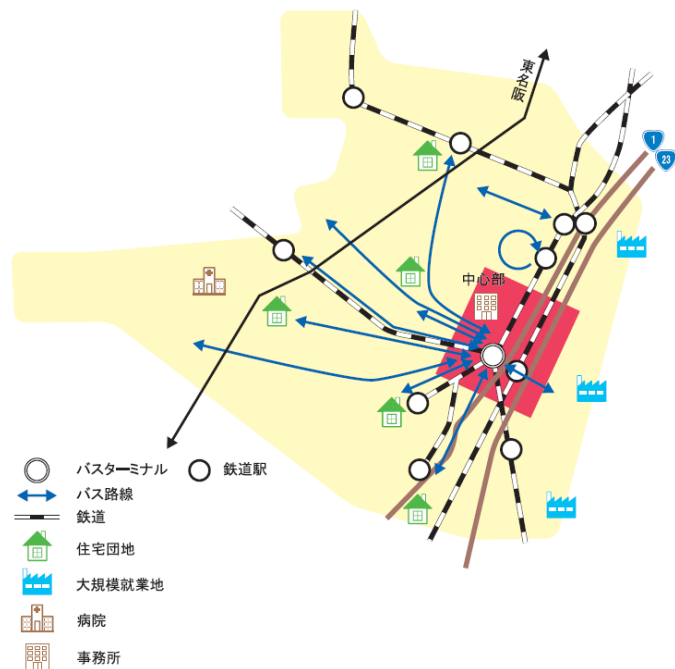 東名阪
1
23
中心部
バスターミナル
鉄道駅
バス路線
鉄道
住宅団地
大規模就業地
病院
事務所